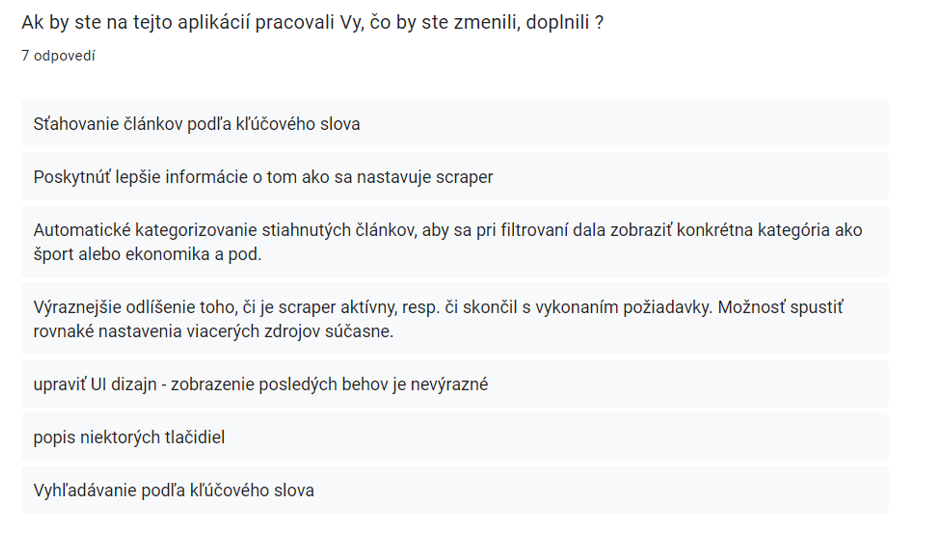 Ak by ste na tejto aplikácií pracovali Vy, čo by ste zmenili, doplnili ?
7 odpovedí
Sťahovanie článkov podľa kľúčového slova
Poskytnúť lepšie informácie o tom ako sa nastavuje scraper
Automatické kategorizovanie stiahnutých článkov, aby sa pri filtrovaní dala zobraziť konkrétna kategória ako
šport alebo ekonomika a pod.
Výraznejšie odlíšenie toho, či je scraper aktívny, resp. či skončil s vykonaním požiadavky. Možnosť spustiť
rovnaké nastavenia viacerých zdrojov súčasne.
upraviť UI dizajn - zobrazenie posledých behov je nevýrazné
popis niektorých tlačidiel
Vyhľadávanie podľa kľúčového slova